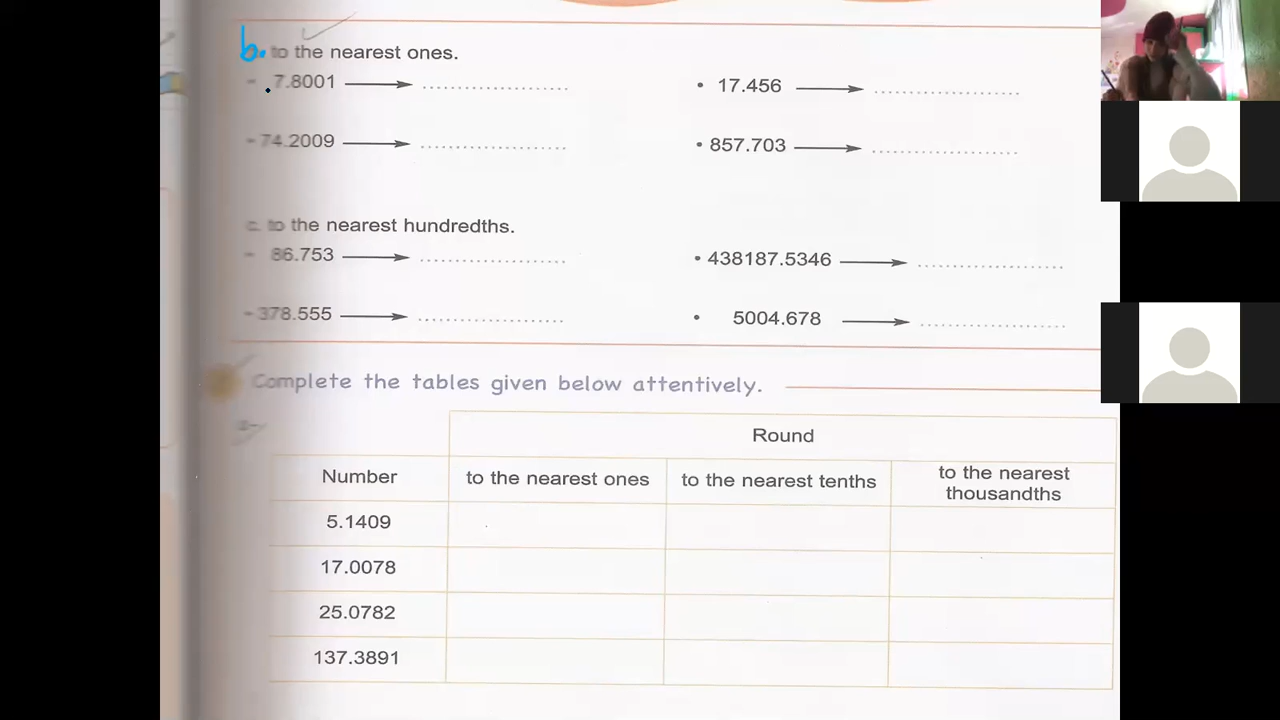 b. to the nearest ones.
- 7.8001 → ....................
• 17.456 → ....................
- 74.2009 → ....................
• 857.703 → ....................
c. to the nearest hundredths.
- 86.753 → ....................
• 438187.5346 → ....................
- 378.555 → ....................
• 5004.678 → ....................
Complete the tables given below attentively.
Round
Number to the nearest ones to the nearest tenths to the nearest thousandths
5.1409
17.0078
25.0782
137.3891